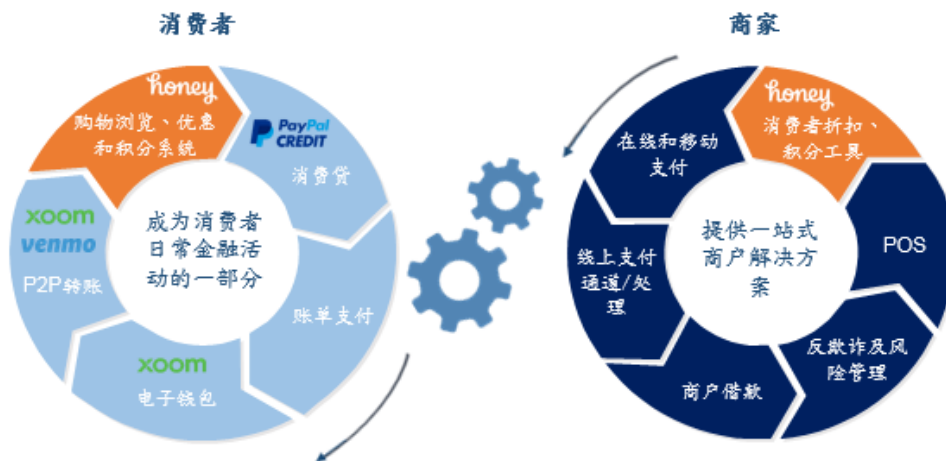 消费者
honey
购物浏览、优惠
和积分系统
PayPal
CREDIT
消费贷
账单支付
xoom
电子钱包
xoom
venmo
P2P转账
成为消费者
日常金融活
动的一部分
商家
honey
消费者折扣、
积分工具
POS
反欺诈及风
险管理
商户借款
线上支付
通道/处
理
在线和移动
支付
提供一站式
商户解决方
案